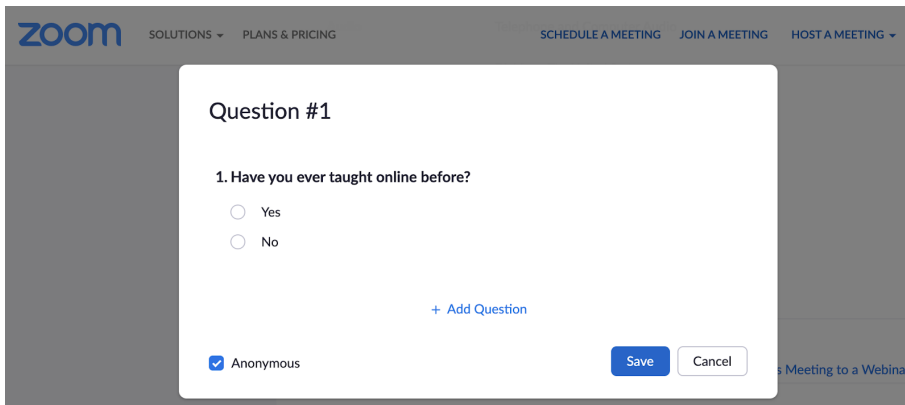 zoom SOLUTIONS PLANS & PRICING SCHEDULE A MEETING JOIN A MEETING HOST A MEETING
Question #1
1. Have you ever taught online before?
Yes
No
+ Add Question
Anonymous Save Cancel
s Meeting to a Webina